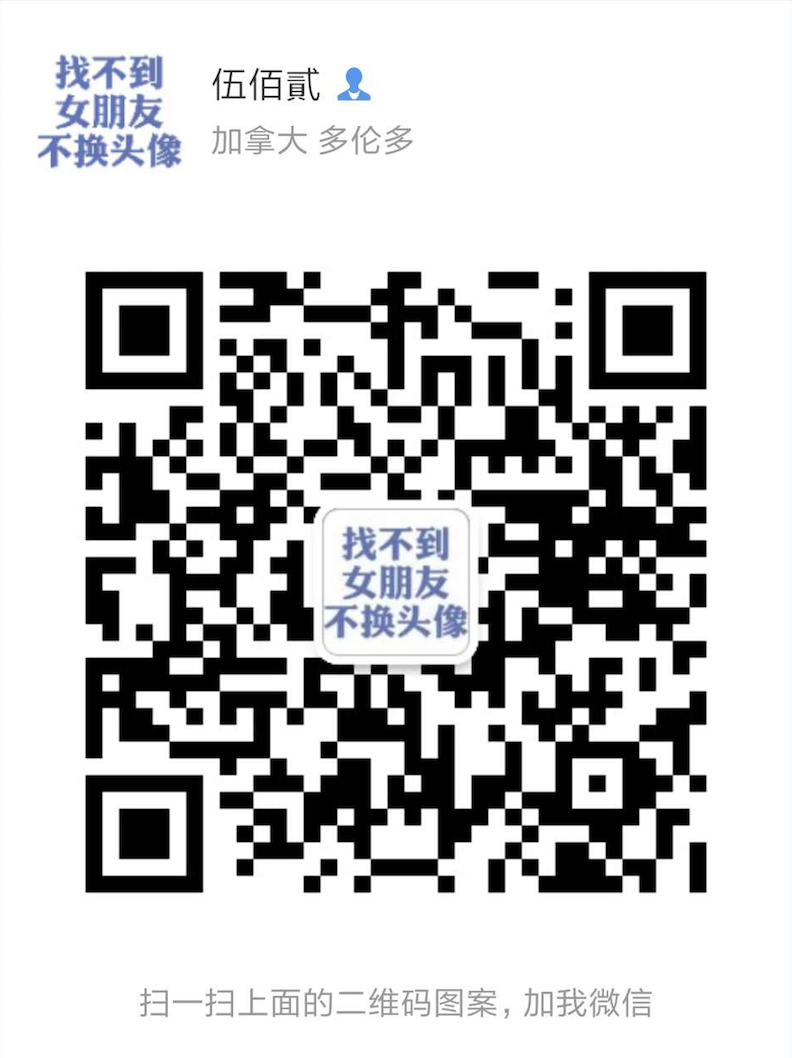 找不到
女朋友
不换头像
伍佰貳
加拿大 多伦多
找不到
女朋友
不换头像
扫一扫上面的二维码图案，加我微信